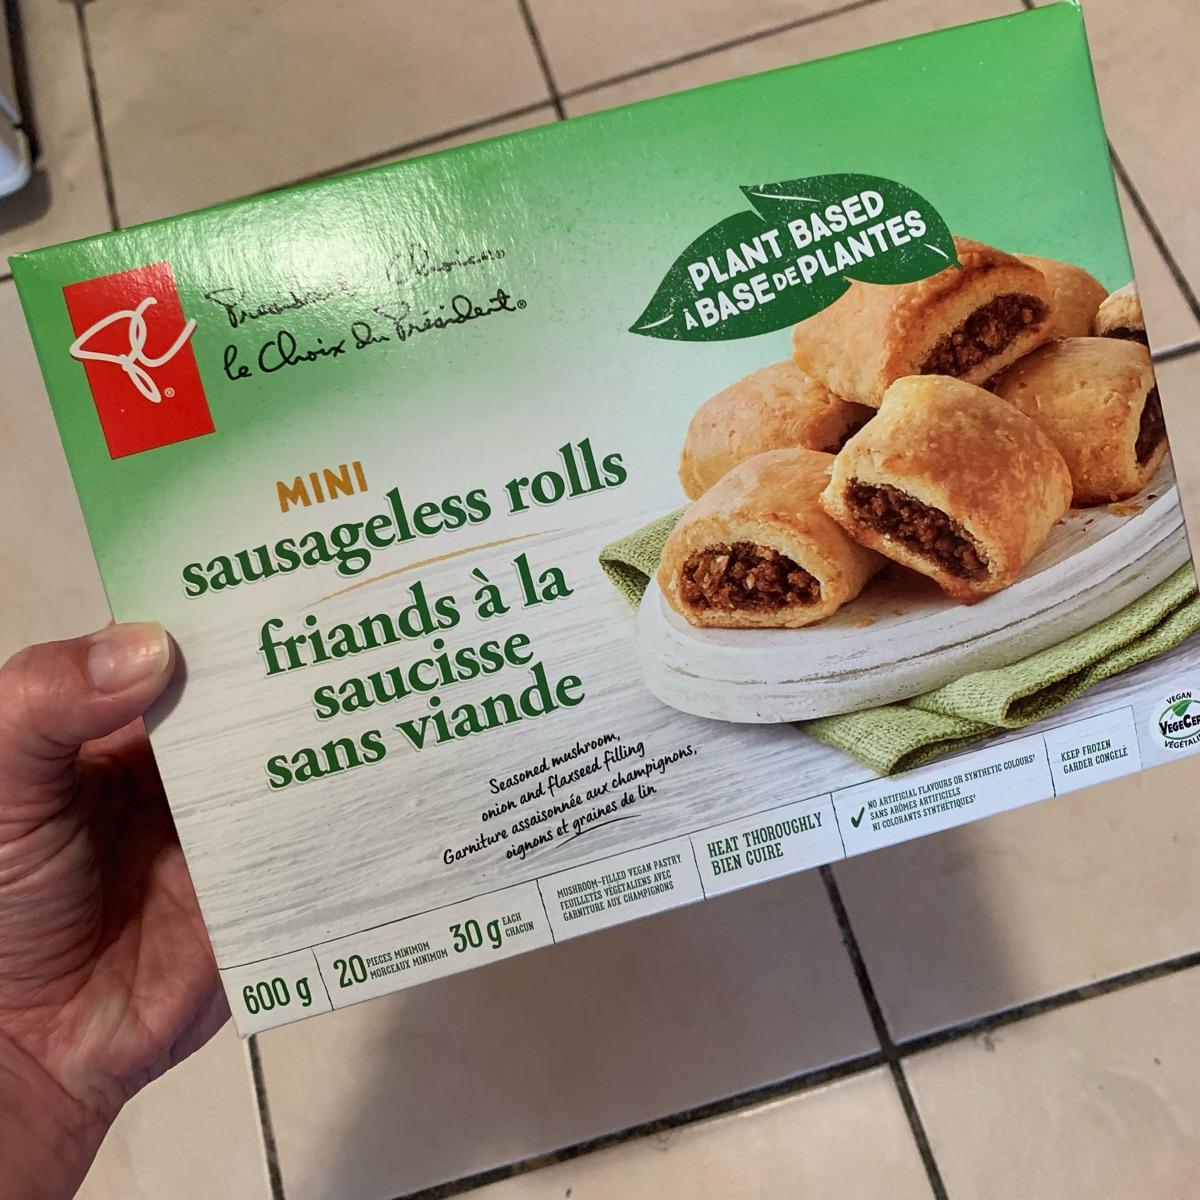 PC®
President's Choice®
le Choix du Président®
PLANT BASED
À BASE DE PLANTES
MINI
sausageless rolls
friands à la
saucisse
sans viande
Seasoned mushroom,
onion and flaxseed filling
Garniture assaisonnée aux champignons,
oignons et graines de lin
600 g
20 PIECES MINIMUM
MORCEAUX MINIMUM
30 g EACH
CHACUN
MUSHROOM-FILLED VEGAN PASTRY
FEUILLETÉS VÉGÉTALIENS AVEC
GARNITURE AUX CHAMPIGNONS
HEAT THOROUGHLY
BIEN CUIRE
NO ARTIFICIAL FLAVOURS OR SYNTHETIC COLOURS†
SANS ARÔMES ARTIFICIELS
NI COLORANTS SYNTHÉTIQUES†
KEEP FROZEN
GARDER CONGELÉ
VEGAN